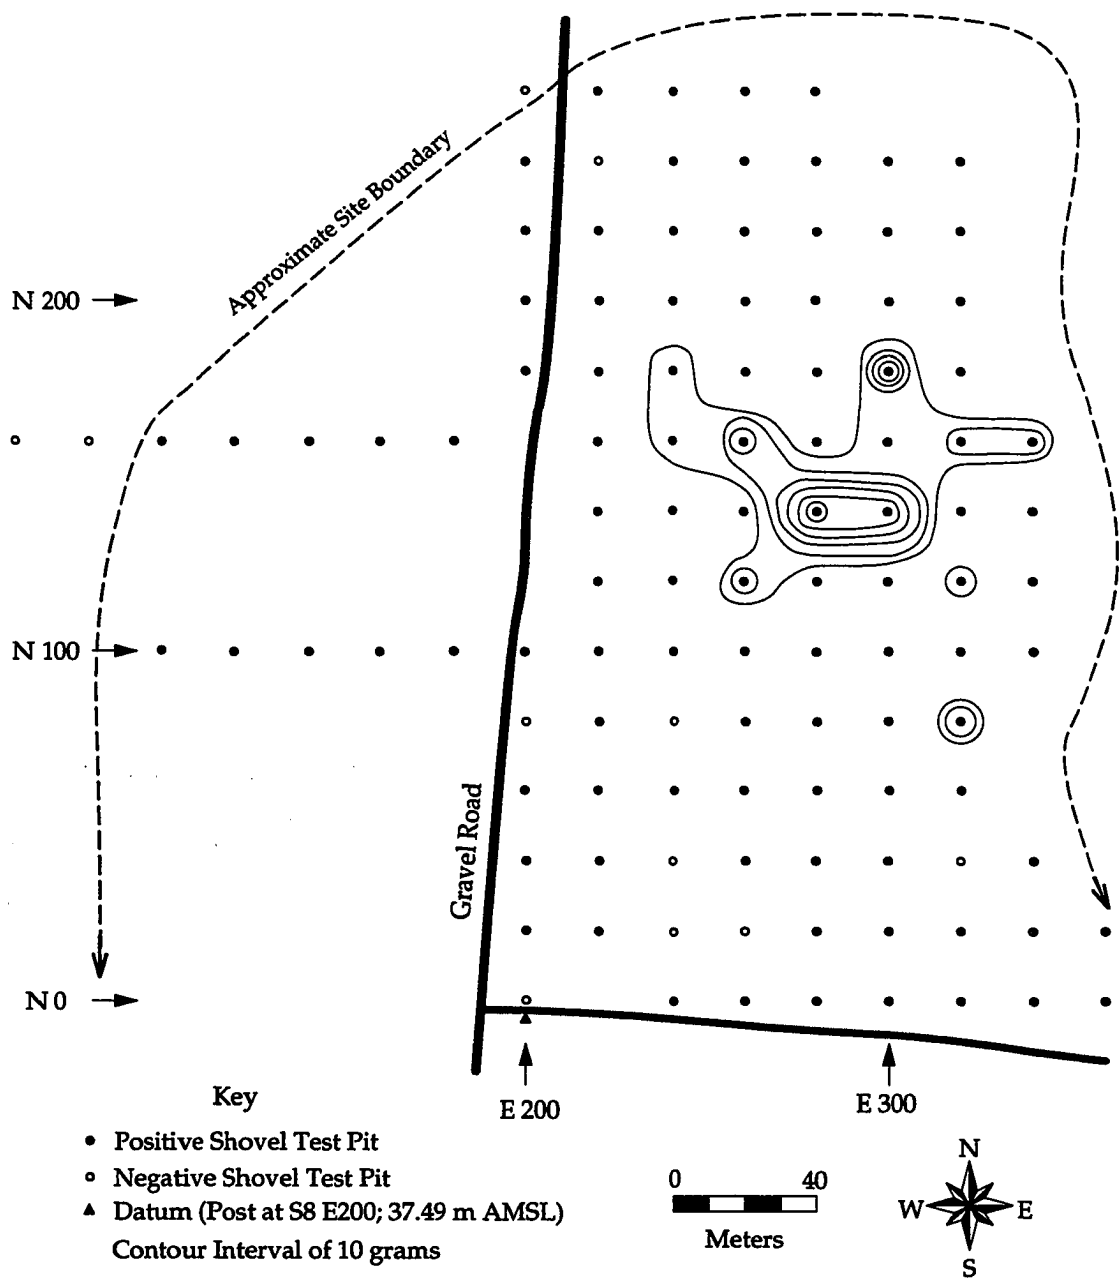 Approximate Site Boundary
N 200
N 100
Gravel Road
N 0
E 200
E 300
Key
Positive Shovel Test Pit
Negative Shovel Test Pit
Datum (Post at S8 E200; 37.49 m AMSL)
Contour Interval of 10 grams
0 40
Meters
N
W E
S